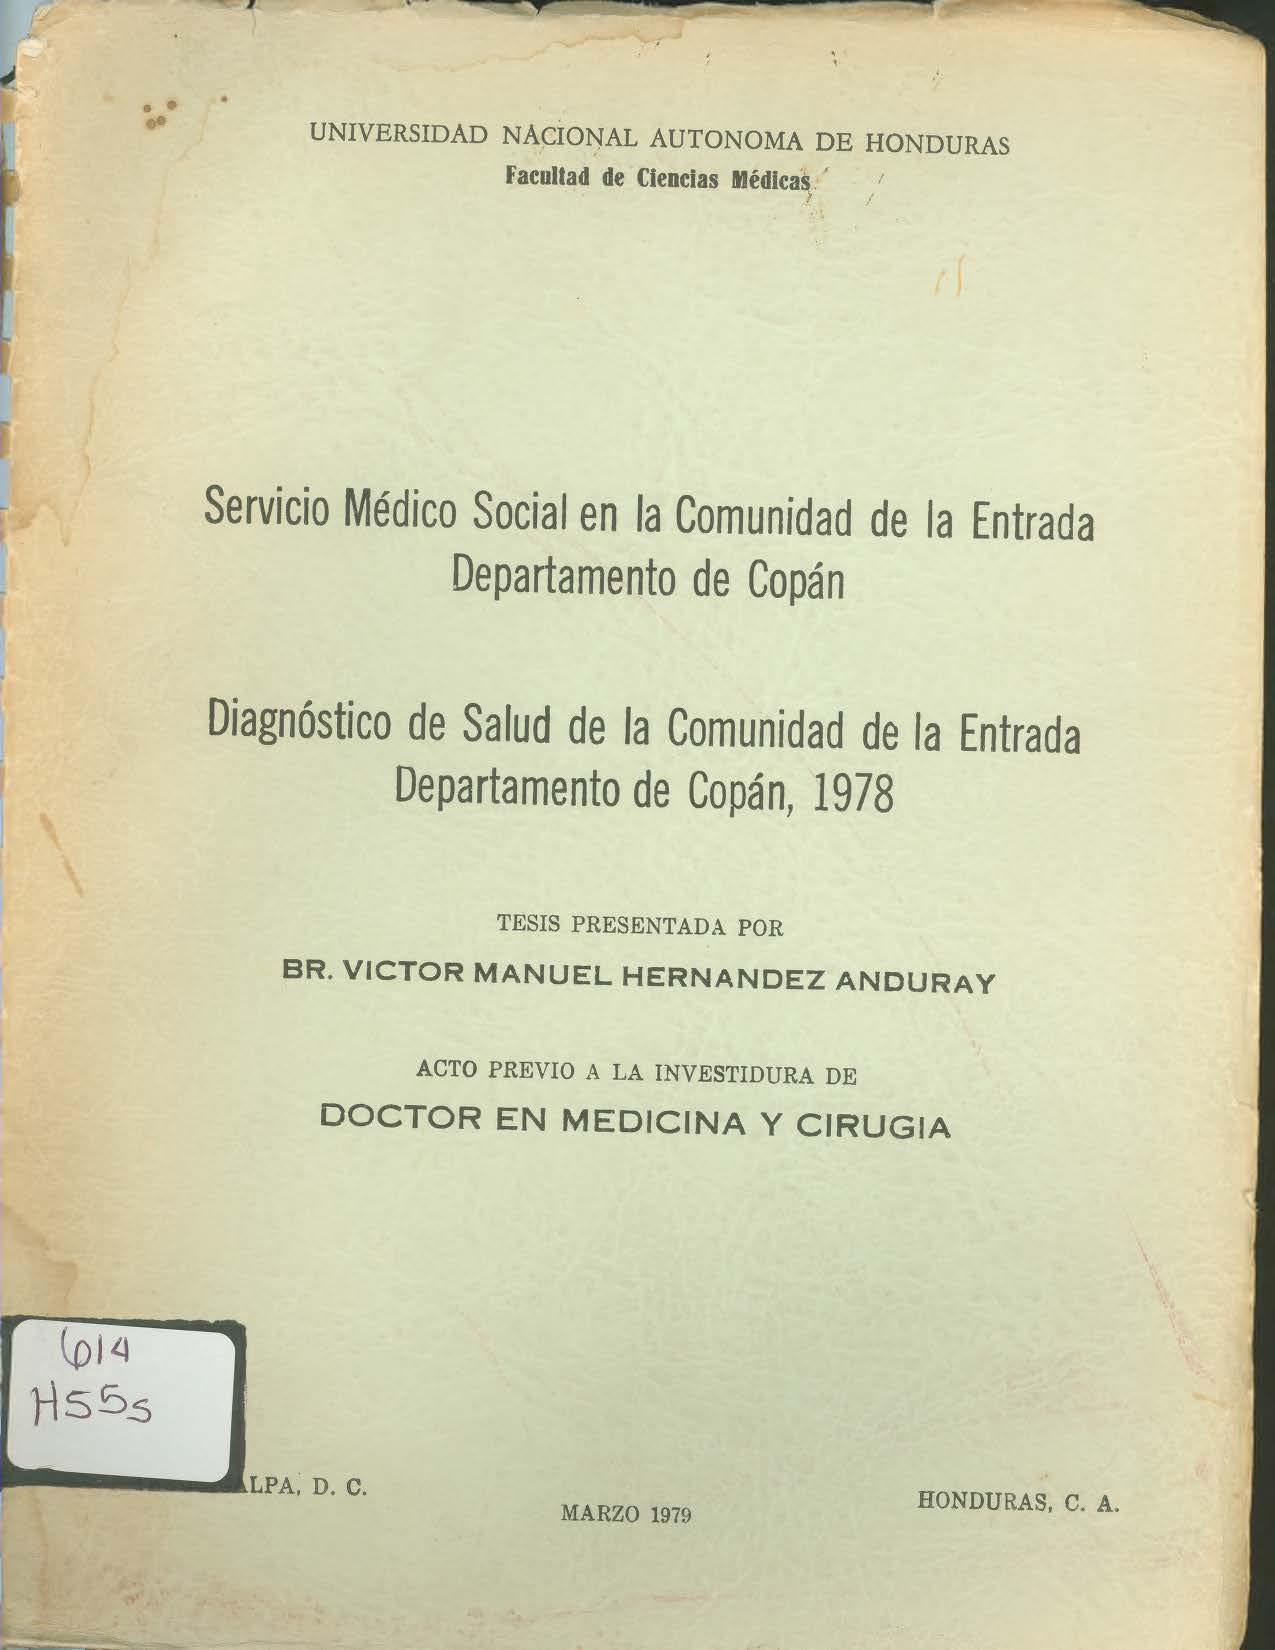 UNIVERSIDAD NACIONAL AUTONOMA DE HONDURAS
Facultad de Ciencias Médicas
Servicio Médico Social en la Comunidad de la Entrada
Departamento de Copán
Diagnóstico de Salud de la Comunidad de la Entrada
Departamento de Copán, 1978
TESIS PRESENTADA POR
BR. VICTOR MANUEL HERNANDEZ ANDURAY
ACTO PREVIO A LA INVESTIDURA DE
DOCTOR EN MEDICINA Y CIRUGIA
614
H55s
LPA, D. C.
MARZO 1979
HONDURAS, C. A.